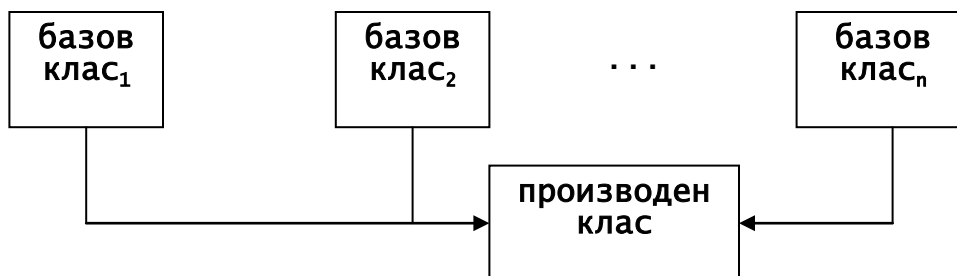 базов
клас₁
базов
клас₂
. . .
базов
класₙ
производен
клас